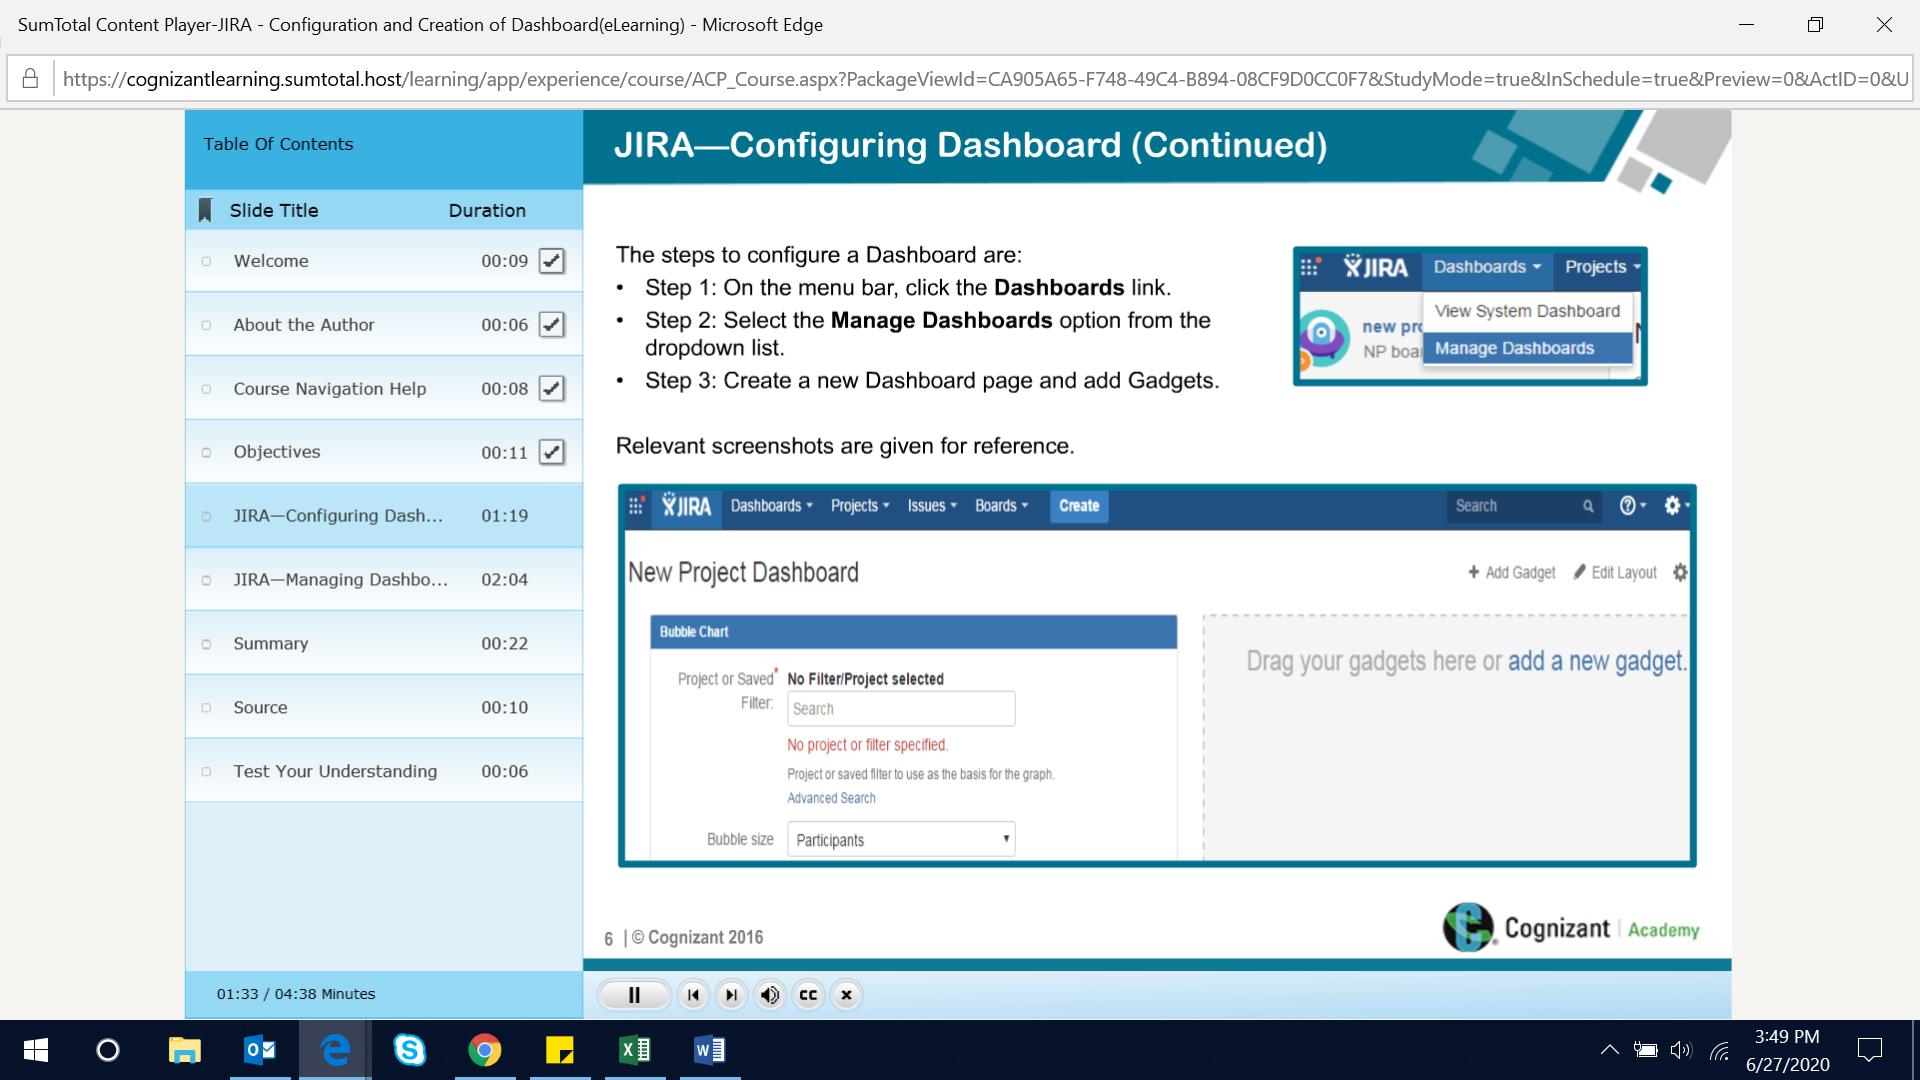 SumTotal Content Player-JIRA - Configuration and Creation of Dashboard(eLearning) - Microsoft Edge
https://cognizantlearning.sumtotal.host/learning/app/experience/course/ACP_Course.aspx?PackageViewId=CA905A65-F748-49C4-B894-08CF9D0CC0F7&StudyMode=true&InSchedule=true&Preview=0&ActID=0&U
Table Of Contents
Slide Title Duration
Welcome 00:09
About the Author 00:06
Course Navigation Help 00:08
Objectives 00:11
JIRA—Configuring Dash... 01:19
JIRA—Managing Dashbo... 02:04
Summary 00:22
Source 00:10
Test Your Understanding 00:06
01:33 / 04:38 Minutes
JIRA—Configuring Dashboard (Continued)
The steps to configure a Dashboard are:
• Step 1: On the menu bar, click the Dashboards link.
• Step 2: Select the Manage Dashboards option from the
dropdown list.
• Step 3: Create a new Dashboard page and add Gadgets.
Relevant screenshots are given for reference.
JIRA Dashboards Projects
View System Dashboard
new pro
NP boa
Manage Dashboards
JIRA Dashboards Projects Issues Boards Create Search
New Project Dashboard
+ Add Gadget Edit Layout
Bubble Chart
Project or Saved* No Filter/Project selected
Filter: Search
No project or filter specified.
Project or saved filter to use as the basis for the graph.
Advanced Search
Bubble size Participants
Drag your gadgets here or add a new gadget.
6 | © Cognizant 2016
Cognizant | Academy
CC
3:49 PM
6/27/2020